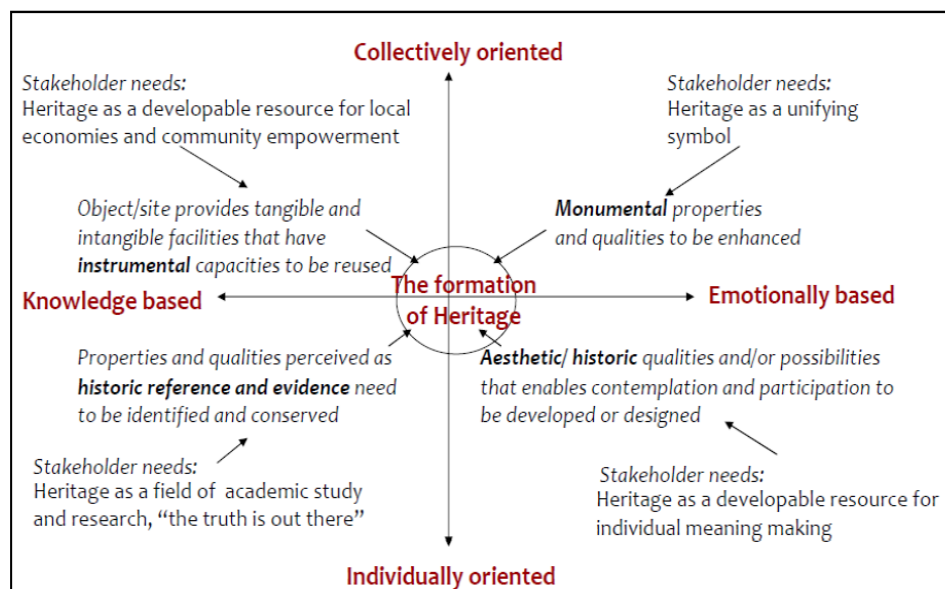 Collectively oriented
Stakeholder needs:
Heritage as a developable resource for local
economies and community empowerment
Stakeholder needs:
Heritage as a unifying
symbol
Object/site provides tangible and
intangible facilities that have
instrumental capacities to be reused
Monumental properties
and qualities to be enhanced
Knowledge based
The formation
of Heritage
Emotionally based
Properties and qualities perceived as
historic reference and evidence need
to be identified and conserved
Aesthetic/ historic qualities and/or possibilities
that enables contemplation and participation to
be developed or designed
Stakeholder needs:
Heritage as a field of academic study
and research, “the truth is out there”
Stakeholder needs:
Heritage as a developable resource for
individual meaning making
Individually oriented